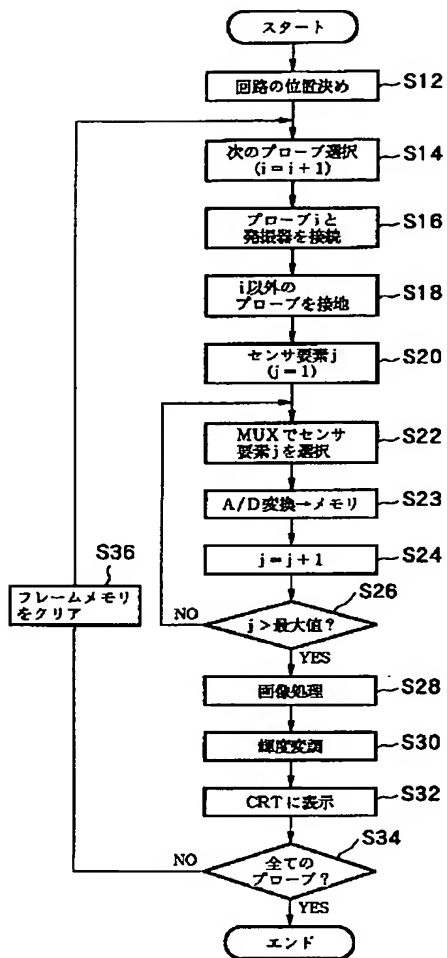 スタート
回路の位置決め
S12
次のプローブ選択
(i=i+1)
S14
プローブiと
発振器を接続
S16
i以外の
プローブを接地
S18
センサ要素j
(j=1)
S20
MUXでセンサ
要素jを選択
S22
A/D変換→メモリ
S23
j=j+1
S24
S36
フレームメモリ
をクリア
S26
j>最大値?
NO
YES
画像処理
S28
輝度変調
S30
CRTに表示
S32
S34
全ての
プローブ?
NO
YES
エンド